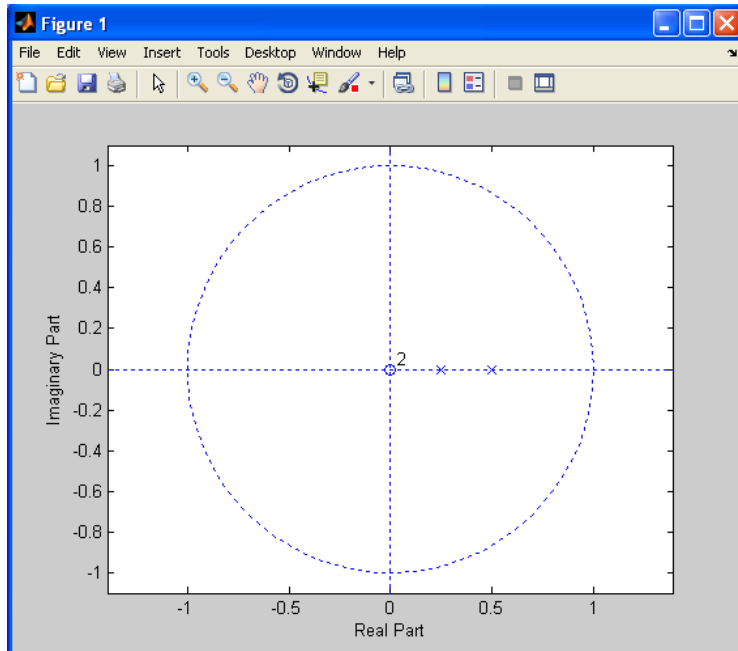 Figure 1
File Edit View Insert Tools Desktop Window Help
1
0.8
0.6
0.4
0.2
0
-0.2
-0.4
-0.6
-0.8
-1
Imaginary Part
2
-1 -0.5 0 0.5 1
Real Part